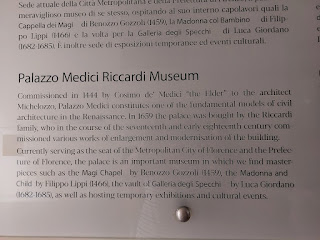 Sede attuale della Città Metropolitana e della Prefettura di
meraviglioso museo di se stesso, ospitando al suo interno capolavori quali la
Cappella dei Magi di Benozzo Gozzoli (1459), la Madonna col Bambino di Filip-
po Lippi (1466) e la volta per la Galleria degli Specchi di Luca Giordano
(1682-1685). È inoltre sede di esposizioni temporanee ed eventi culturali.
Palazzo Medici Riccardi Museum
Commissioned in 1444 by Cosimo de' Medici "the Elder" to the architect
Michelozzo, Palazzo Medici constitutes one of the fundamental models of civil
architecture in the Renaissance. In 1659 the palace was bought by the Riccardi
family, who in the course of the seventeenth and early eighteenth century com-
missioned various works of enlargement and modernisation of the building.
Currently serving as the seat of the Metropolitan City of Florence and the Prefec-
ture of Florence, the palace is an important museum in which we find master-
pieces such as the Magi Chapel by Benozzo Gozzoli (1459), the Madonna and
Child by Filippo Lippi (1466), the vault of Galleria degli Specchi by Luca Giordano
(1682-1685), as well as hosting temporary exhibitions and cultural events.